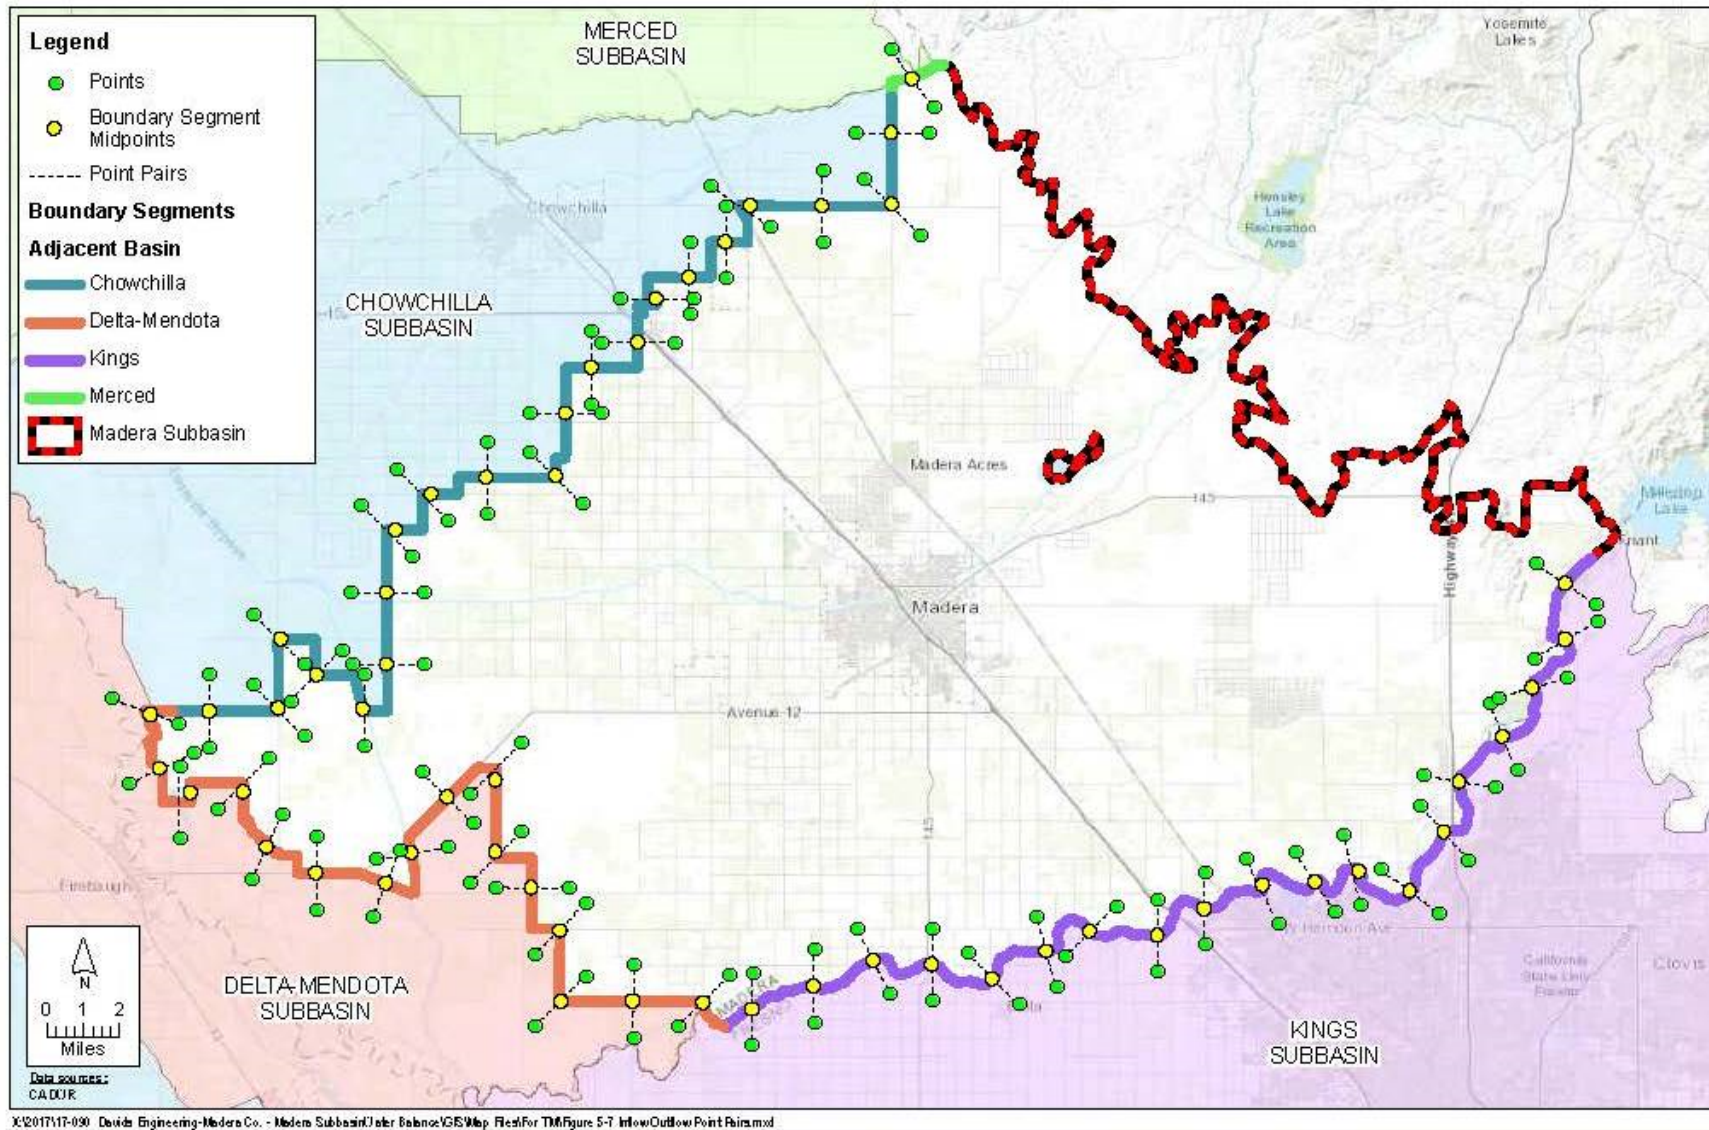 Legend
Points
Boundary Segment
Midpoints
Point Pairs
Boundary Segments
Adjacent Basin
Chowchilla
Delta-Mendota
Kings
Merced
Madera Subbasin
MERCED
SUBBASIN
Yosemite
Lakes
Chowchilla
Hensley
Lake
Recreation
Area
CHOWCHILLA
SUBBASIN
Madera Acres
145
Millerton
Lake
Friant
Highway
Madera
Avenue 12
145
Firebaugh
W Herndon Ave
California
State Univ
Fresno
Clovis
MADERA
DELTA-MENDOTA
SUBBASIN
KINGS
SUBBASIN
N
0 1 2
Miles
Data sources:
CADWR
X:\2017\17-090 Davids Engineering-Madera Co. - Madera Subbasin\Water Balance\GIS\Map Files\For TM\Figure 5-7 Inflow Outflow Point Pairs.mxd